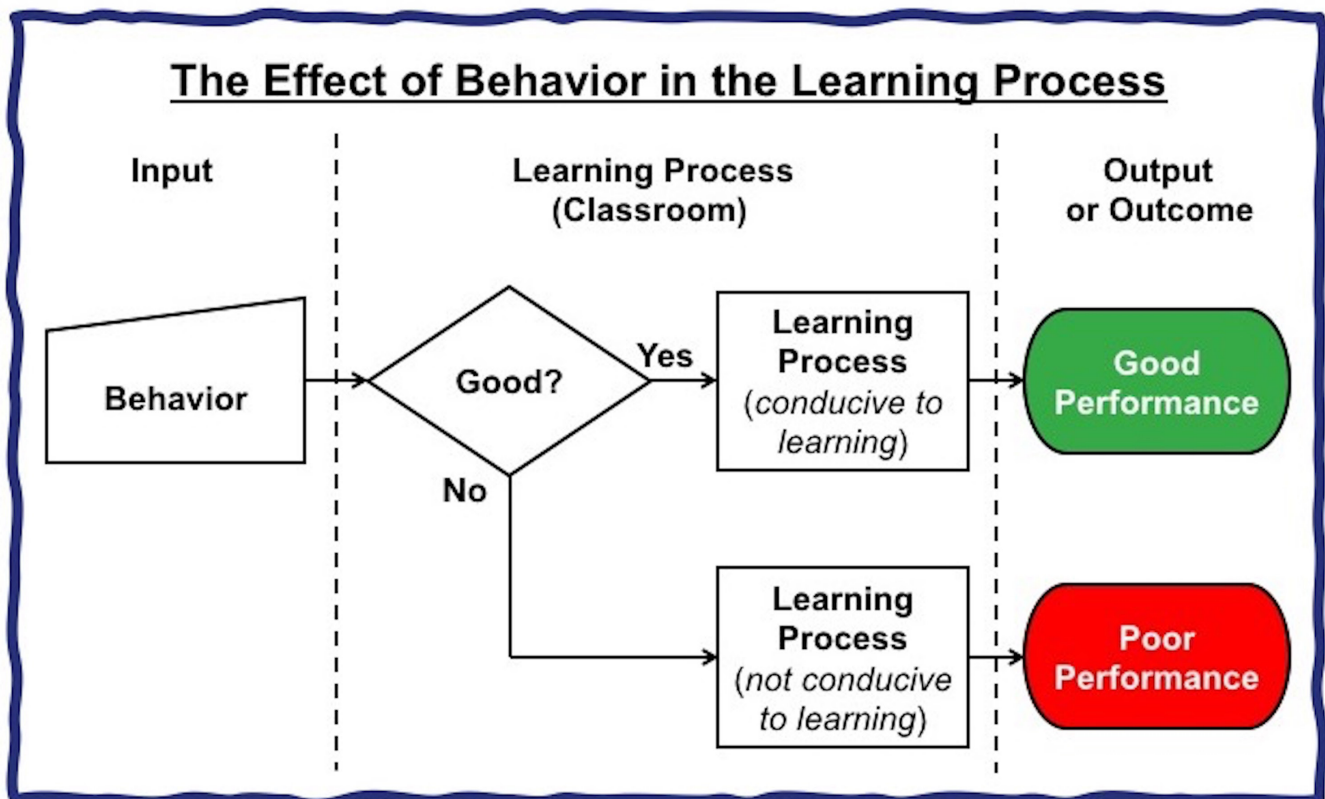 The Effect of Behavior in the Learning Process
Input
Learning Process
(Classroom)
Output
or Outcome
Behavior
Good?
Yes
Learning
Process
(conducive to
learning)
Good
Performance
No
Learning
Process
(not conducive
to learning)
Poor
Performance